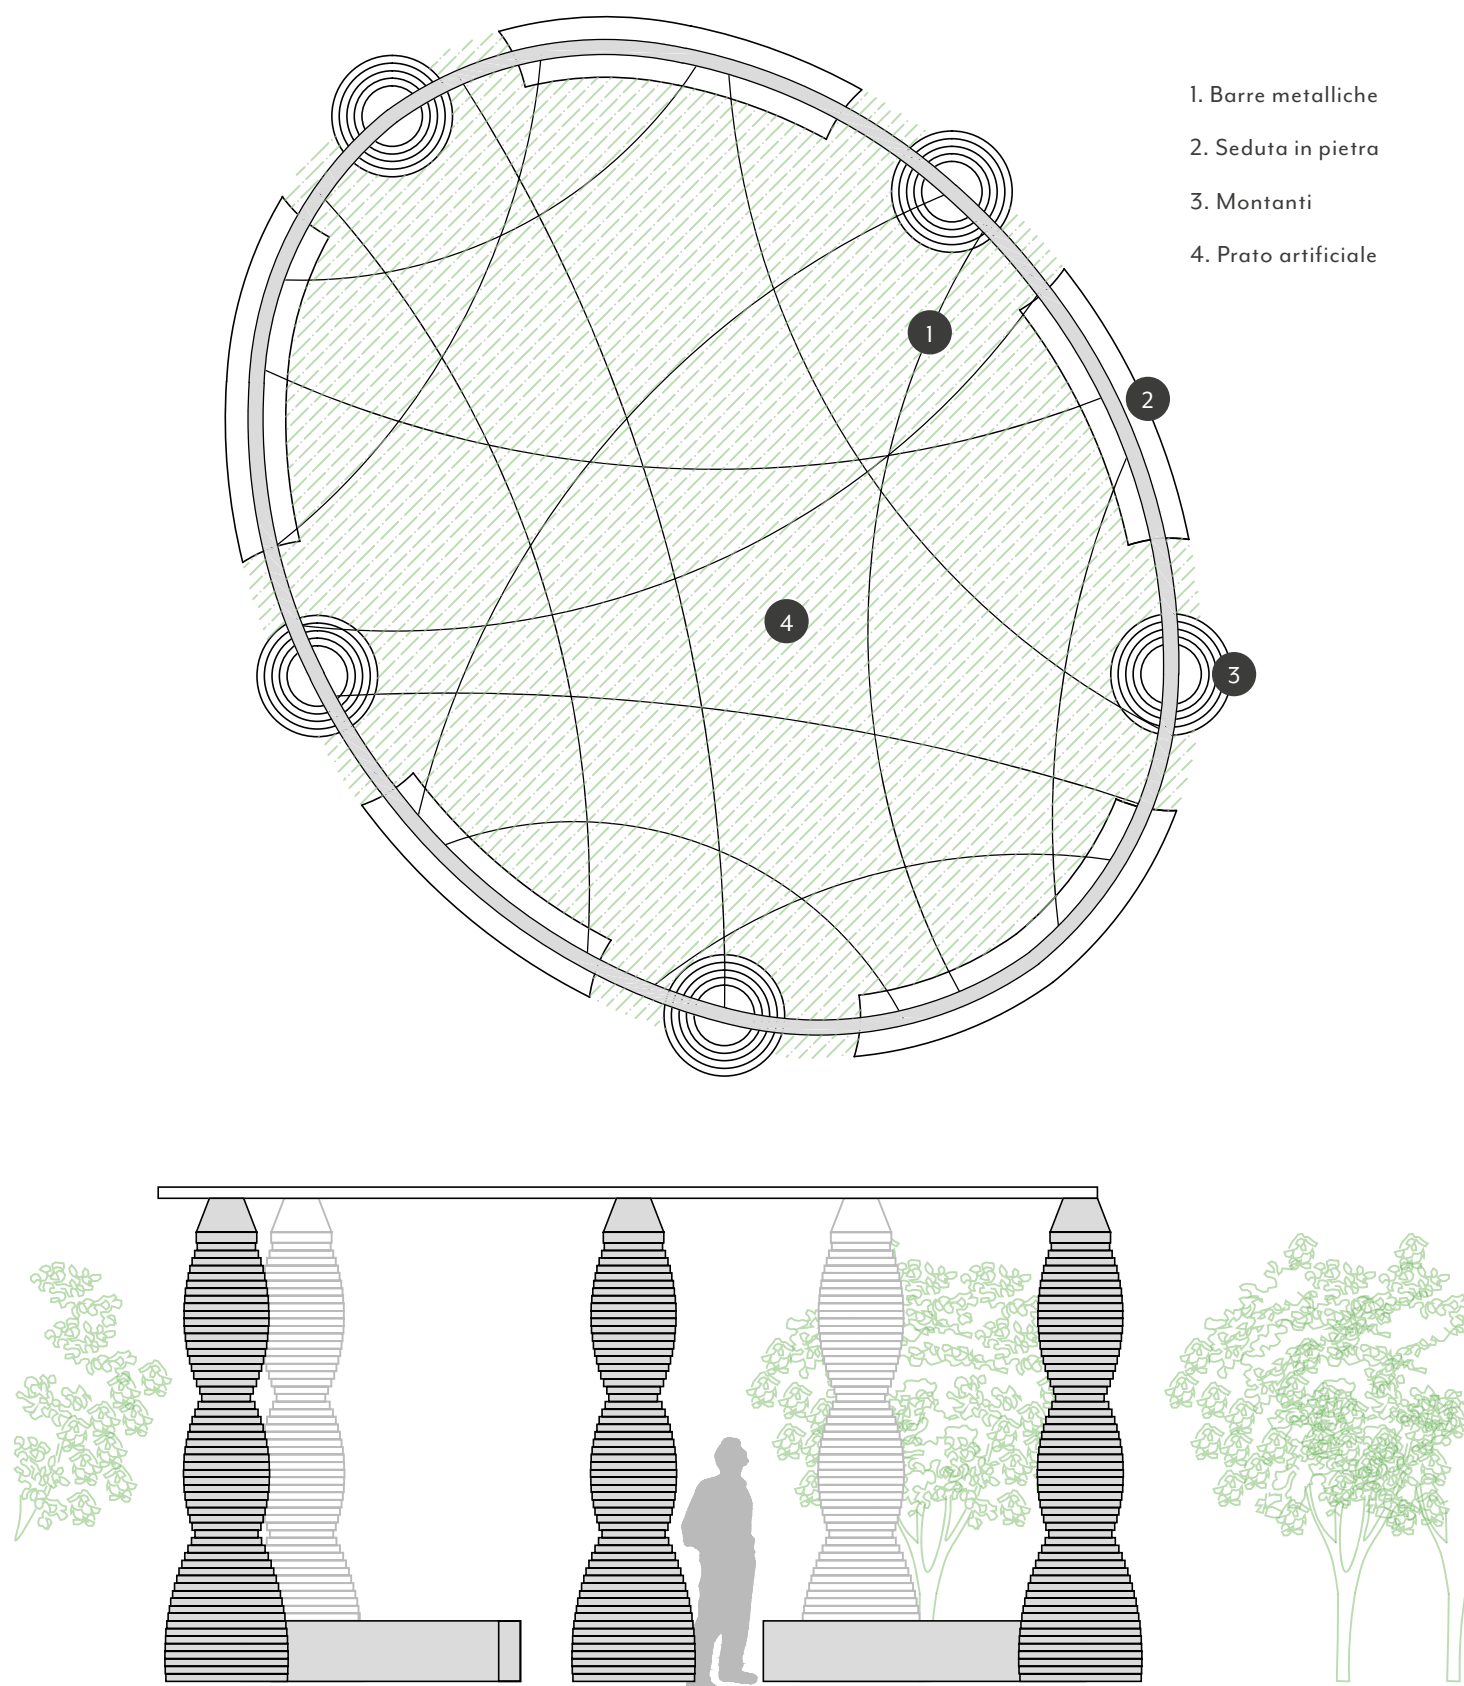 1. Barre metalliche
2. Seduta in pietra
3. Montanti
4. Prato artificiale
1
2
4
3